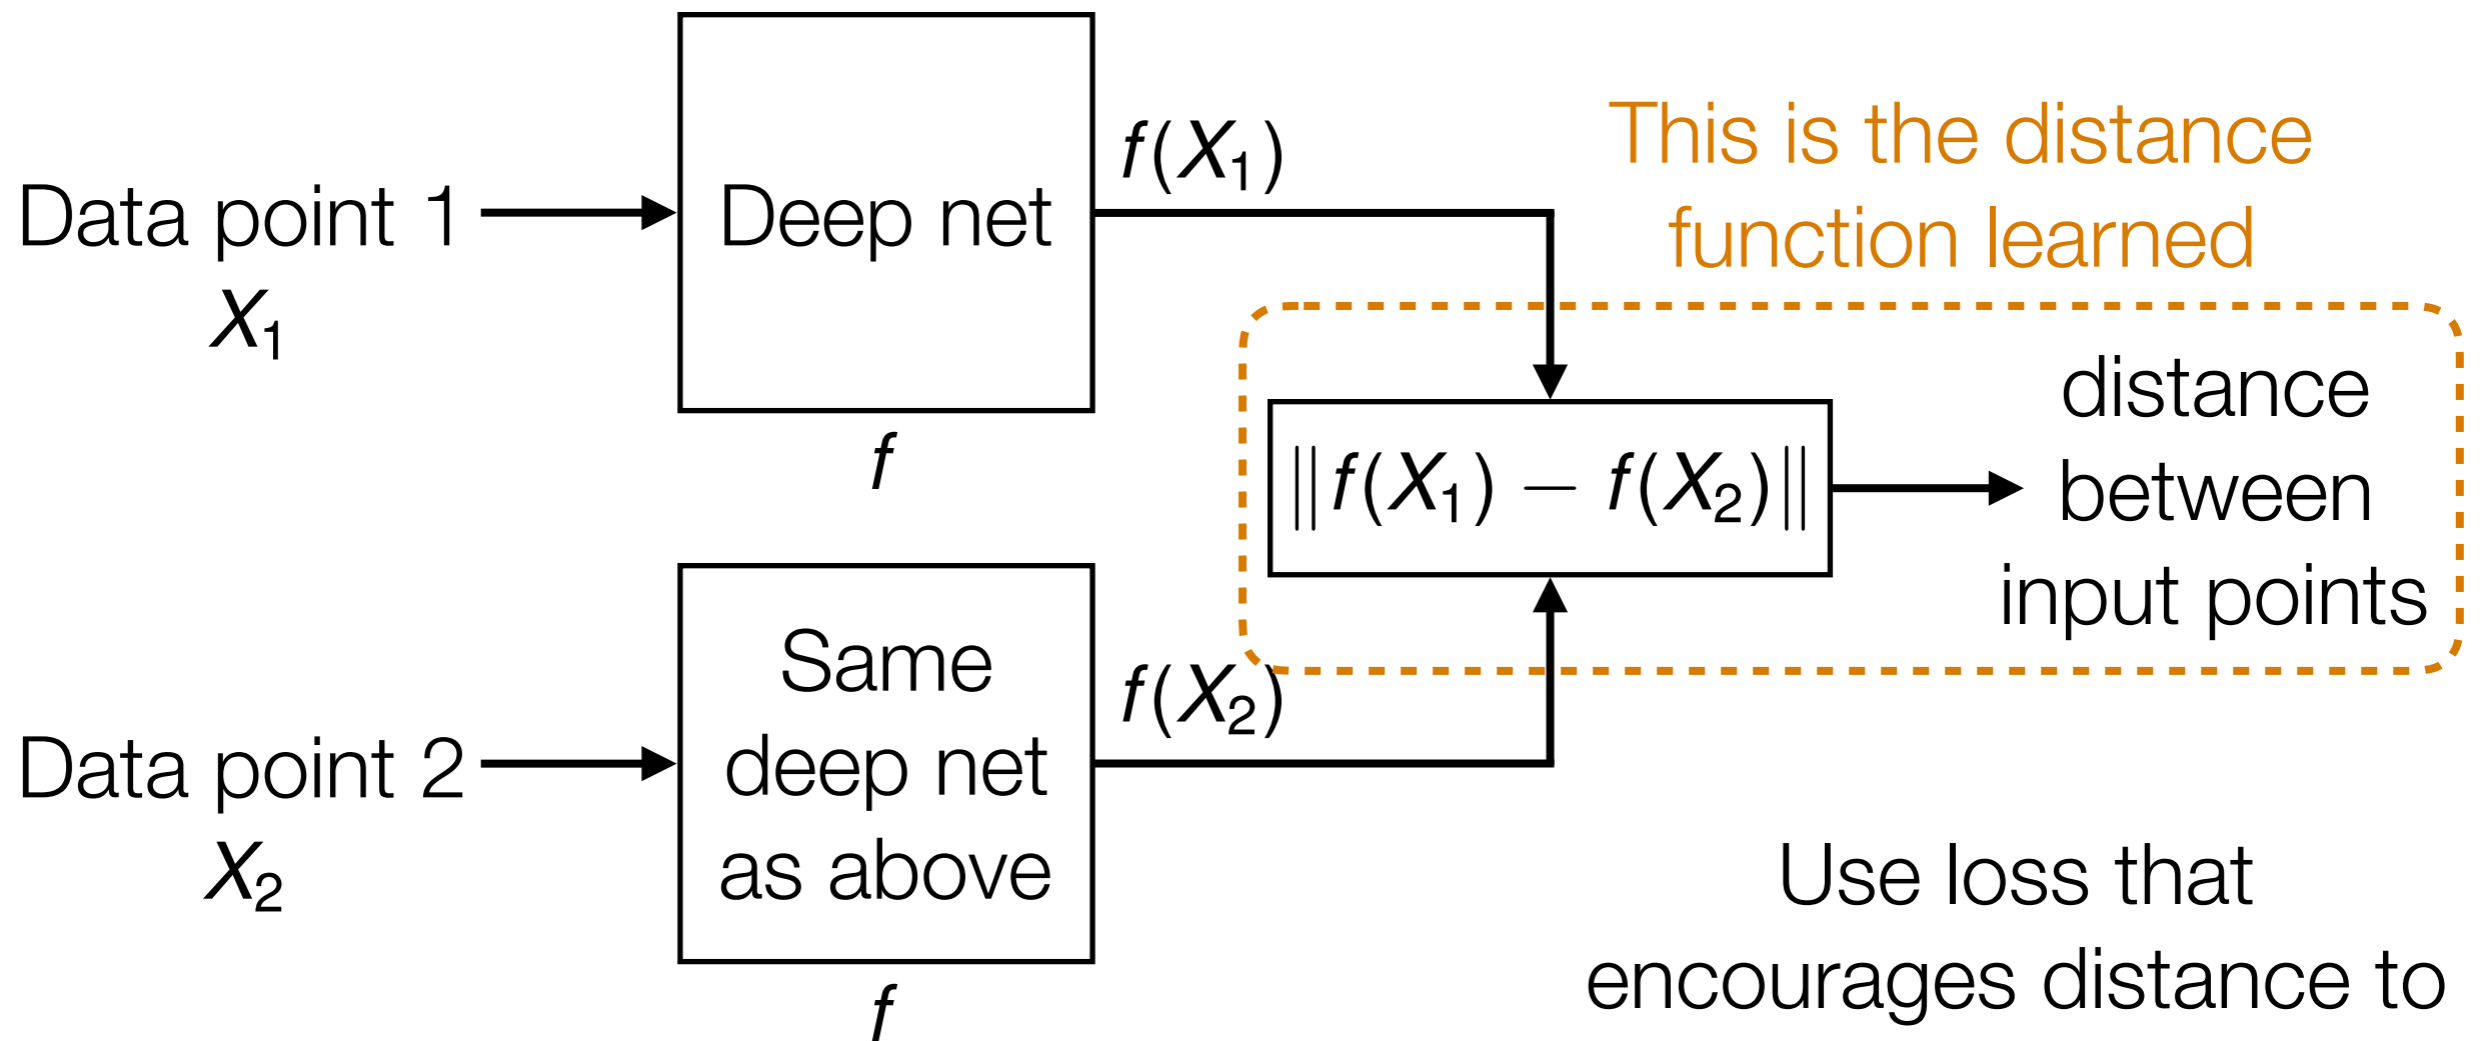 Data point 1
X₁
Deep net
f
f(X₁)
This is the distance
function learned
‖f(X₁) − f(X₂)‖
distance
between
input points
Data point 2
X₂
Same
deep net
as above
f
f(X₂)
Use loss that
encourages distance to